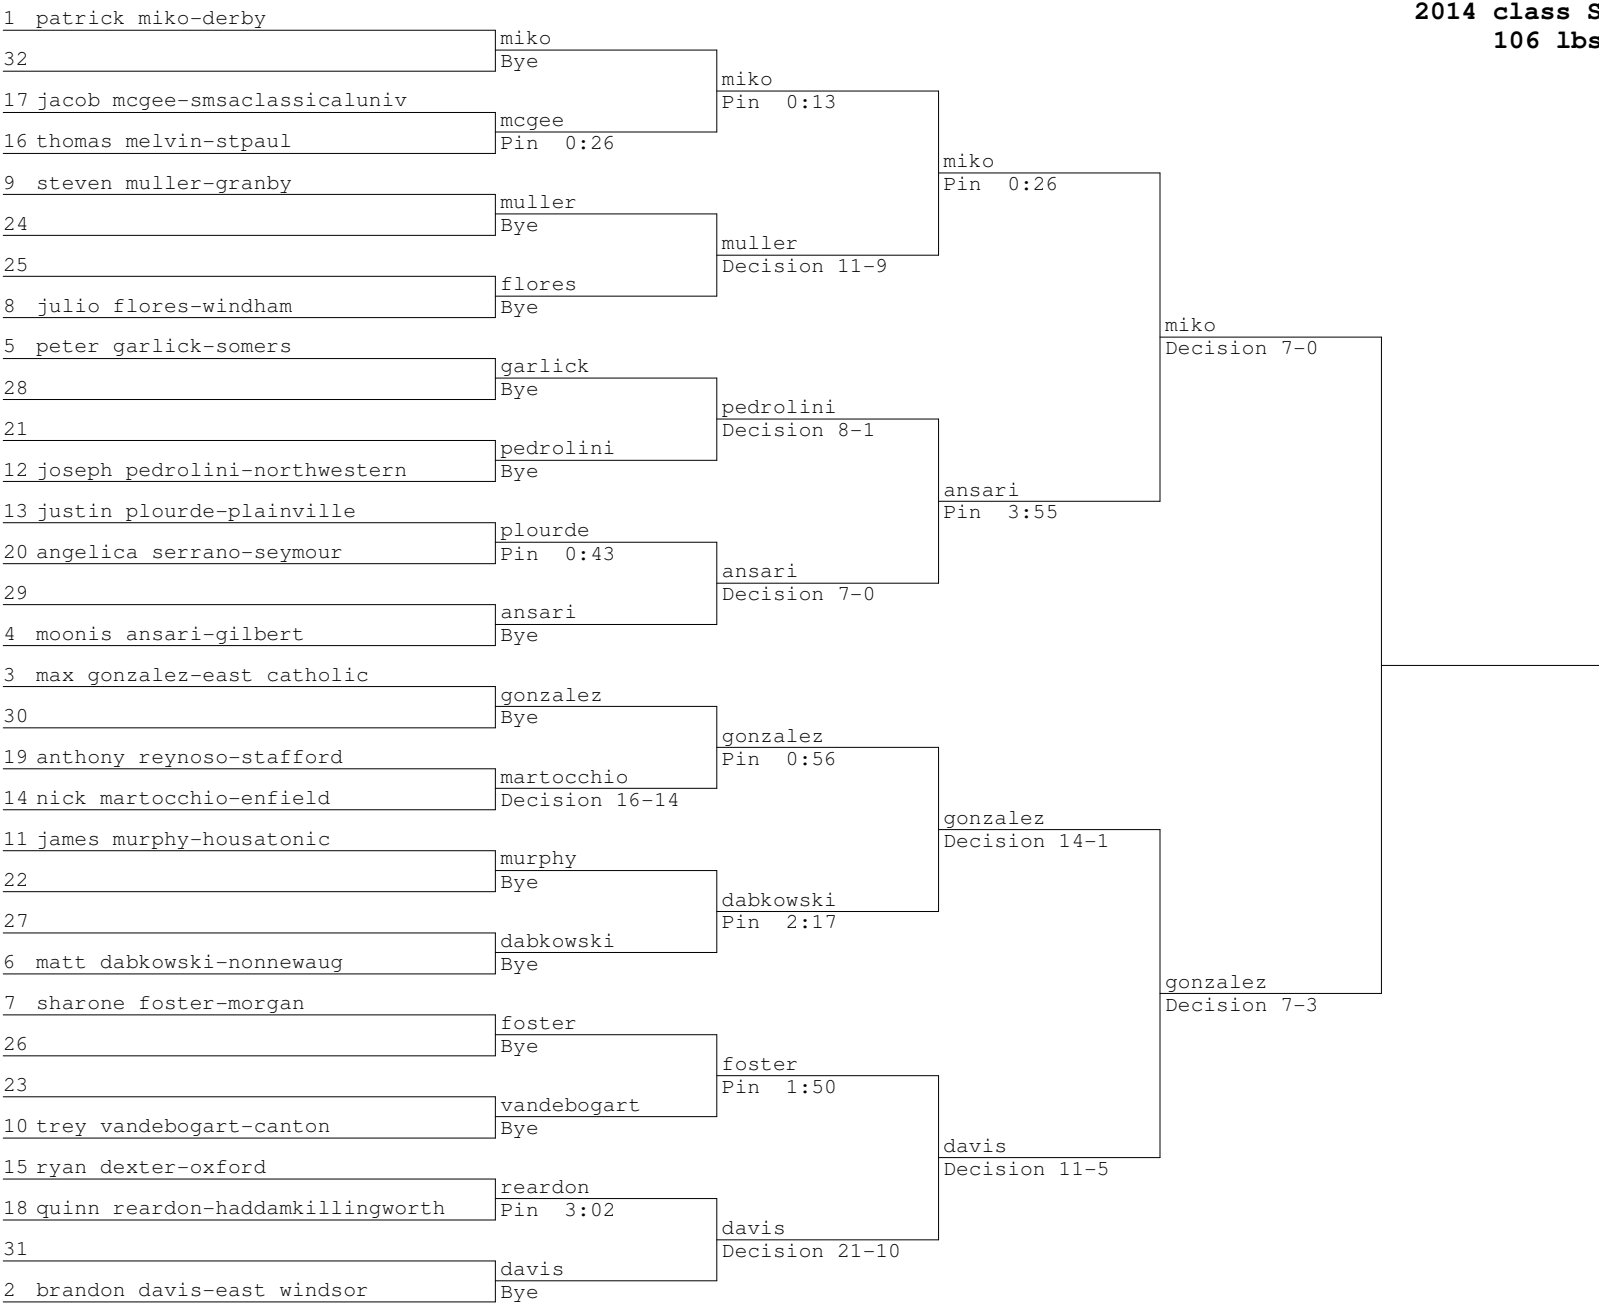 2014 class S
106 lbs
1 patrick miko-derby
32
17 jacob mcgee-smsaclassicaluniv
16 thomas melvin-stpaul
9 steven muller-granby
24
25
8 julio flores-windham
5 peter garlick-somers
28
21
12 joseph pedrolini-northwestern
13 justin plourde-plainville
20 angelica serrano-seymour
29
4 moonis ansari-gilbert
3 max gonzalez-east catholic
30
19 anthony reynoso-stafford
14 nick martocchio-enfield
11 james murphy-housatonic
22
27
6 matt dabkowski-nonnewaug
7 sharone foster-morgan
26
23
10 trey vandebogart-canton
15 ryan dexter-oxford
18 quinn reardon-haddamkillingworth
31
2 brandon davis-east windsor
miko
Bye
mcgee
Pin 0:26
muller
Bye
flores
Bye
garlick
Bye
pedrolini
Bye
plourde
Pin 0:43
ansari
Bye
gonzalez
Bye
martocchio
Decision 16-14
murphy
Bye
dabkowski
Bye
foster
Bye
vandebogart
Bye
reardon
Pin 3:02
davis
Bye
miko
Pin 0:13
muller
Decision 11-9
pedrolini
Decision 8-1
ansari
Decision 7-0
gonzalez
Pin 0:56
dabkowski
Pin 2:17
foster
Pin 1:50
davis
Decision 21-10
miko
Pin 0:26
ansari
Pin 3:55
gonzalez
Decision 14-1
davis
Decision 11-5
miko
Decision 7-0
gonzalez
Decision 7-3